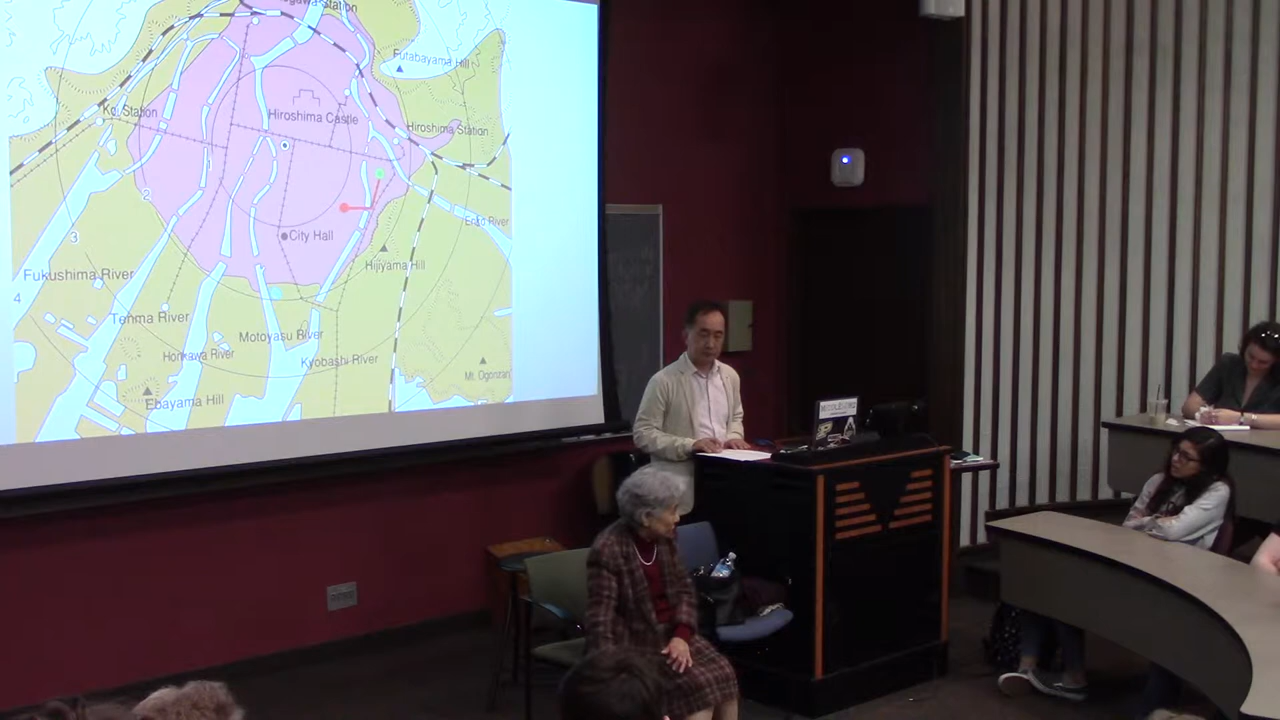 Station
Futabayama Hill
Koi Station
Hiroshima Castle
Hiroshima Station
2
3
City Hall
Enko River
Hijiyama Hill
Fukushima River
4
Tenma River
Motoyasu River
Honkawa River
Kyobashi River
Mt. Ogonzan
Ebayama Hill